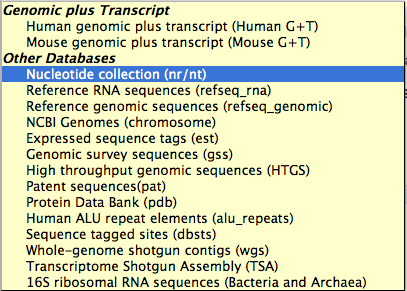 Genomic plus Transcript
Human genomic plus transcript (Human G+T)
Mouse genomic plus transcript (Mouse G+T)
Other Databases
Nucleotide collection (nr/nt)
Reference RNA sequences (refseq_rna)
Reference genomic sequences (refseq_genomic)
NCBI Genomes (chromosome)
Expressed sequence tags (est)
Genomic survey sequences (gss)
High throughput genomic sequences (HTGS)
Patent sequences(pat)
Protein Data Bank (pdb)
Human ALU repeat elements (alu_repeats)
Sequence tagged sites (dbsts)
Whole-genome shotgun contigs (wgs)
Transcriptome Shotgun Assembly (TSA)
16S ribosomal RNA sequences (Bacteria and Archaea)